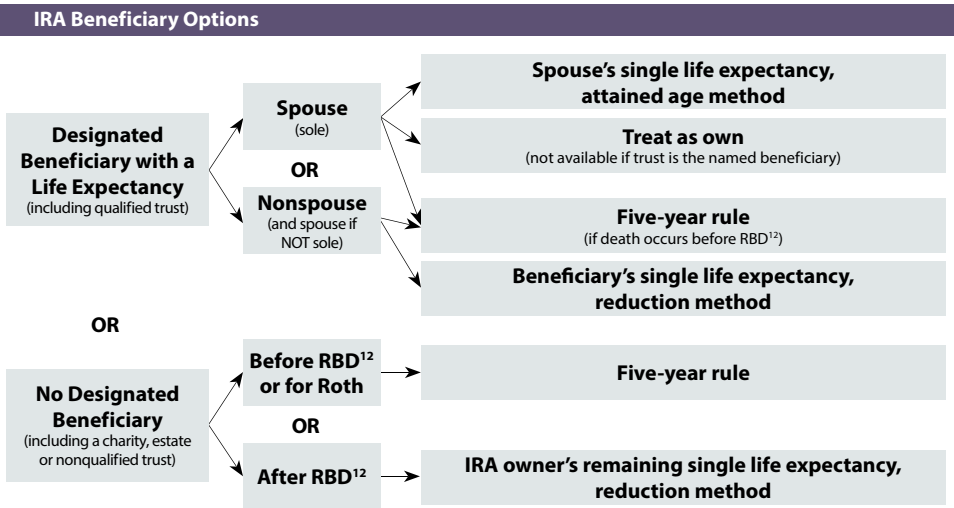 IRA Beneficiary Options
Designated
Beneficiary with a
Life Expectancy
(including qualified trust)
Spouse
(sole)
OR
Nonspouse
(and spouse if
NOT sole)
Spouse’s single life expectancy,
attained age method
Treat as own
(not available if trust is the named beneficiary)
Five-year rule
(if death occurs before RBD¹²)
Beneficiary’s single life expectancy,
reduction method
OR
No Designated
Beneficiary
(including a charity, estate
or nonqualified trust)
Before RBD¹²
or for Roth
OR
After RBD¹²
Five-year rule
IRA owner’s remaining single life expectancy,
reduction method